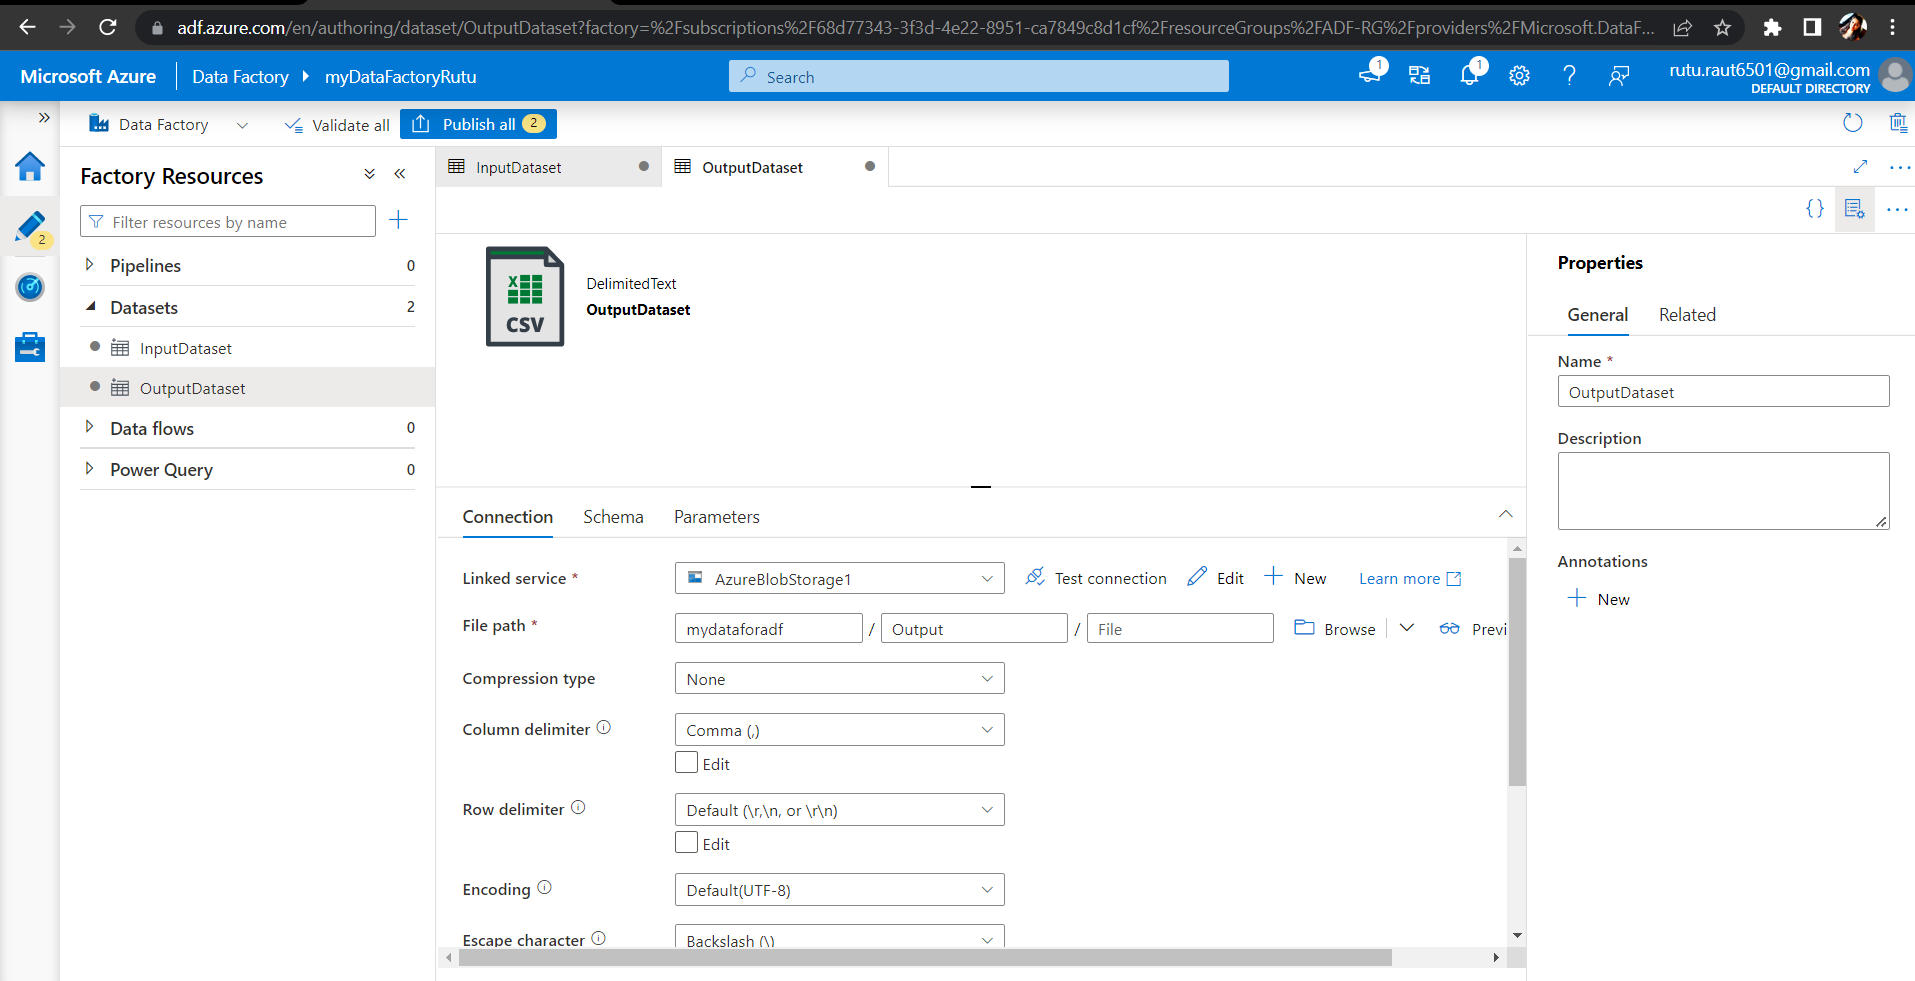 adf.azure.com/en/authoring/dataset/OutputDataset?factory=%2Fsubscriptions%2F68d77343-3f3d-4e22-8951-ca7849c8d1cf%2FresourceGroups%2FADF-RG%2Fproviders%2FMicrosoft.DataF...
Microsoft Azure Data Factory myDataFactoryRutu Search 1 1 rutu.raut6501@gmail.com
DEFAULT DIRECTORY
Data Factory Validate all Publish all 2
Factory Resources
InputDataset OutputDataset
Filter resources by name
2
Pipelines 0
Datasets 2
InputDataset
OutputDataset
Data flows 0
Power Query 0
X
CSV
DelimitedText
OutputDataset
Connection Schema Parameters
Linked service * AzureBlobStorage1 Test connection Edit New Learn more
File path * mydataforadf / Output / File Browse Previ
Compression type None
Column delimiter Comma (,)
Edit
Row delimiter Default (\r,\n, or \r\n)
Edit
Encoding Default(UTF-8)
Escape character Backslash (\)
Properties
General Related
Name *
OutputDataset
Description
Annotations
New